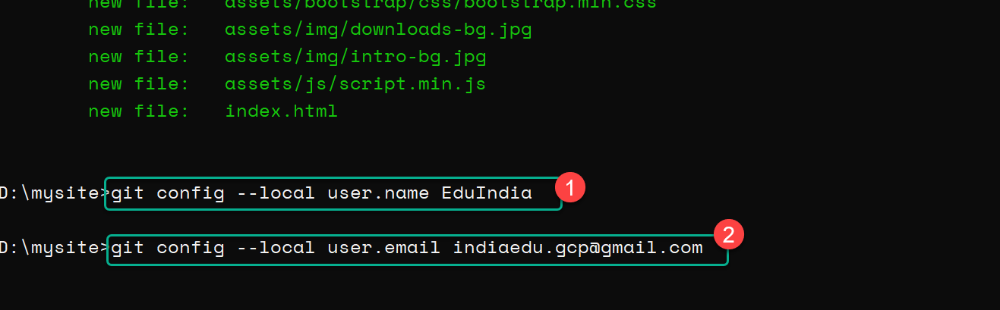 new file:   assets/bootstrap/css/bootstrap.min.css
new file:   assets/img/downloads-bg.jpg
new file:   assets/img/intro-bg.jpg
new file:   assets/js/script.min.js
new file:   index.html
D:\mysite>git config --local user.name EduIndia 1
D:\mysite>git config --local user.email indiaedu.gcp@gmail.com 2